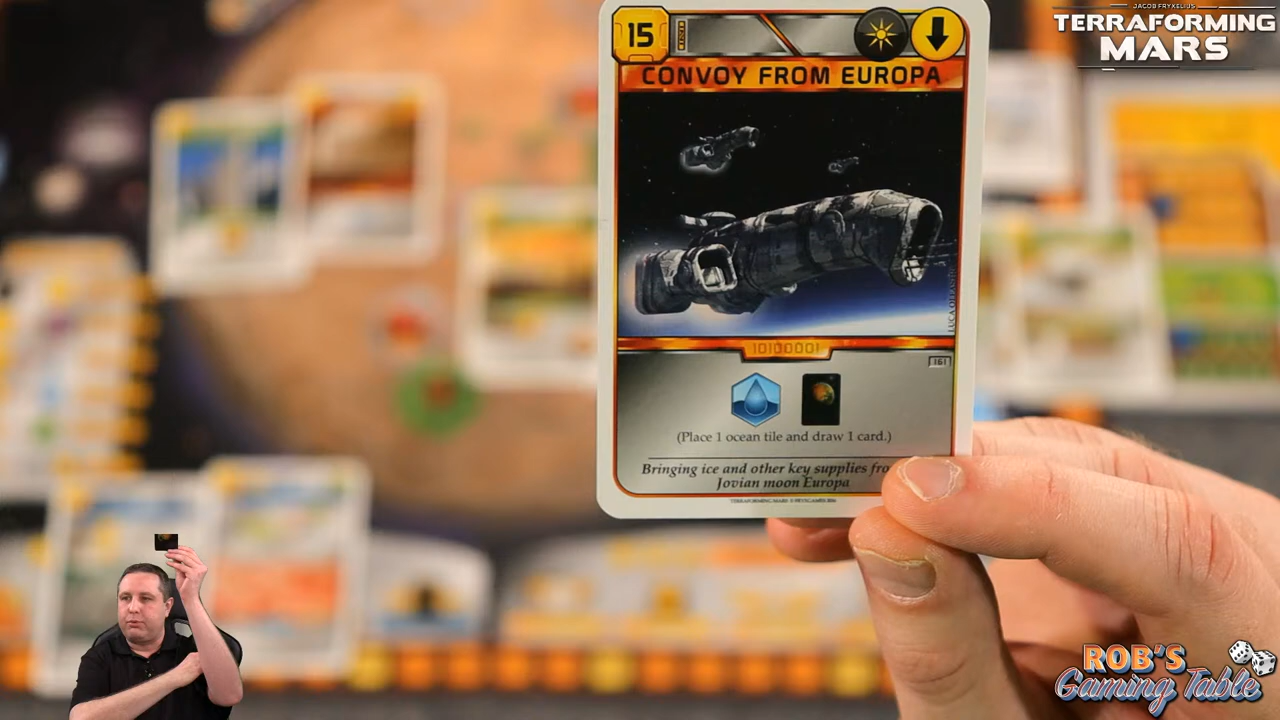 JACOB FRYXELIUS
TERRAFORMING
MARS
15
CONVOY FROM EUROPA
10100001
161
(Place 1 ocean tile and draw 1 card.)
Bringing ice and other key supplies fro
Jovian moon Europa
ROB'S
Gaming Table